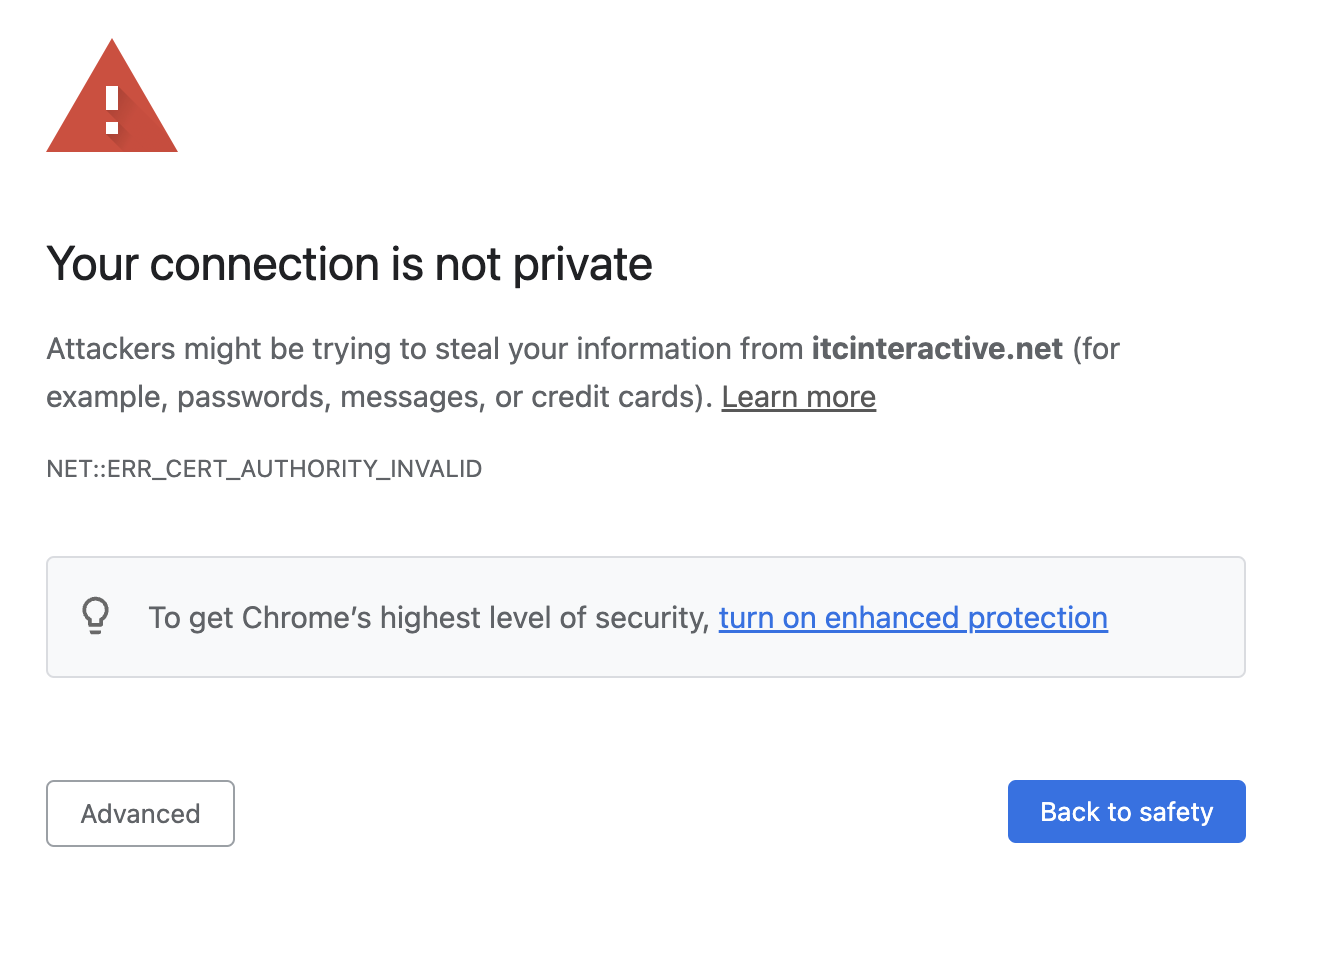 Your connection is not private
Attackers might be trying to steal your information from itcinteractive.net (for
example, passwords, messages, or credit cards). Learn more
NET::ERR_CERT_AUTHORITY_INVALID
To get Chrome’s highest level of security, turn on enhanced protection
Advanced
Back to safety